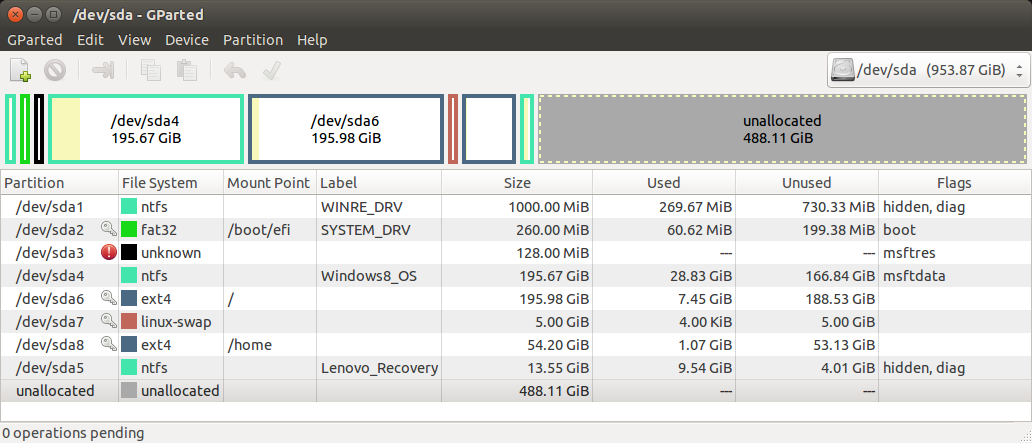 /dev/sda - GParted
GParted Edit View Device Partition Help
/dev/sda (953.87 GiB)
/dev/sda4
195.67 GiB
/dev/sda6
195.98 GiB
unallocated
488.11 GiB
Partition File System Mount Point Label Size Used Unused Flags
/dev/sda1 ntfs WINRE_DRV 1000.00 MiB 269.67 MiB 730.33 MiB hidden, diag
/dev/sda2 fat32 /boot/efi SYSTEM_DRV 260.00 MiB 60.62 MiB 199.38 MiB boot
/dev/sda3 unknown 128.00 MiB --- --- msftres
/dev/sda4 ntfs Windows8_OS 195.67 GiB 28.83 GiB 166.84 GiB msftdata
/dev/sda6 ext4 / 195.98 GiB 7.45 GiB 188.53 GiB
/dev/sda7 linux-swap 5.00 GiB 4.00 KiB 5.00 GiB
/dev/sda8 ext4 /home 54.20 GiB 1.07 GiB 53.13 GiB
/dev/sda5 ntfs Lenovo_Recovery 13.55 GiB 9.54 GiB 4.01 GiB hidden, diag
unallocated unallocated 488.11 GiB --- ---
0 operations pending